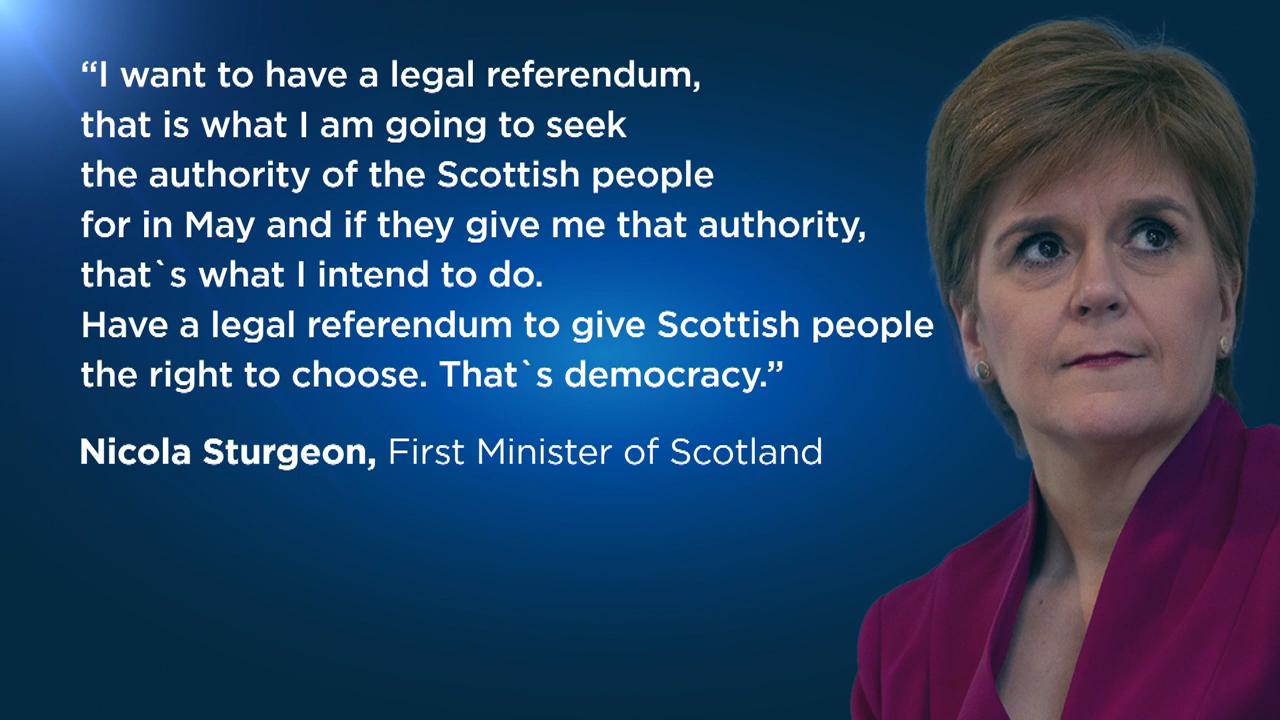 “I want to have a legal referendum,
that is what I am going to seek
the authority of the Scottish people
for in May and if they give me that authority,
that`s what I intend to do.
Have a legal referendum to give Scottish people
the right to choose. That`s democracy.”
Nicola Sturgeon, First Minister of Scotland